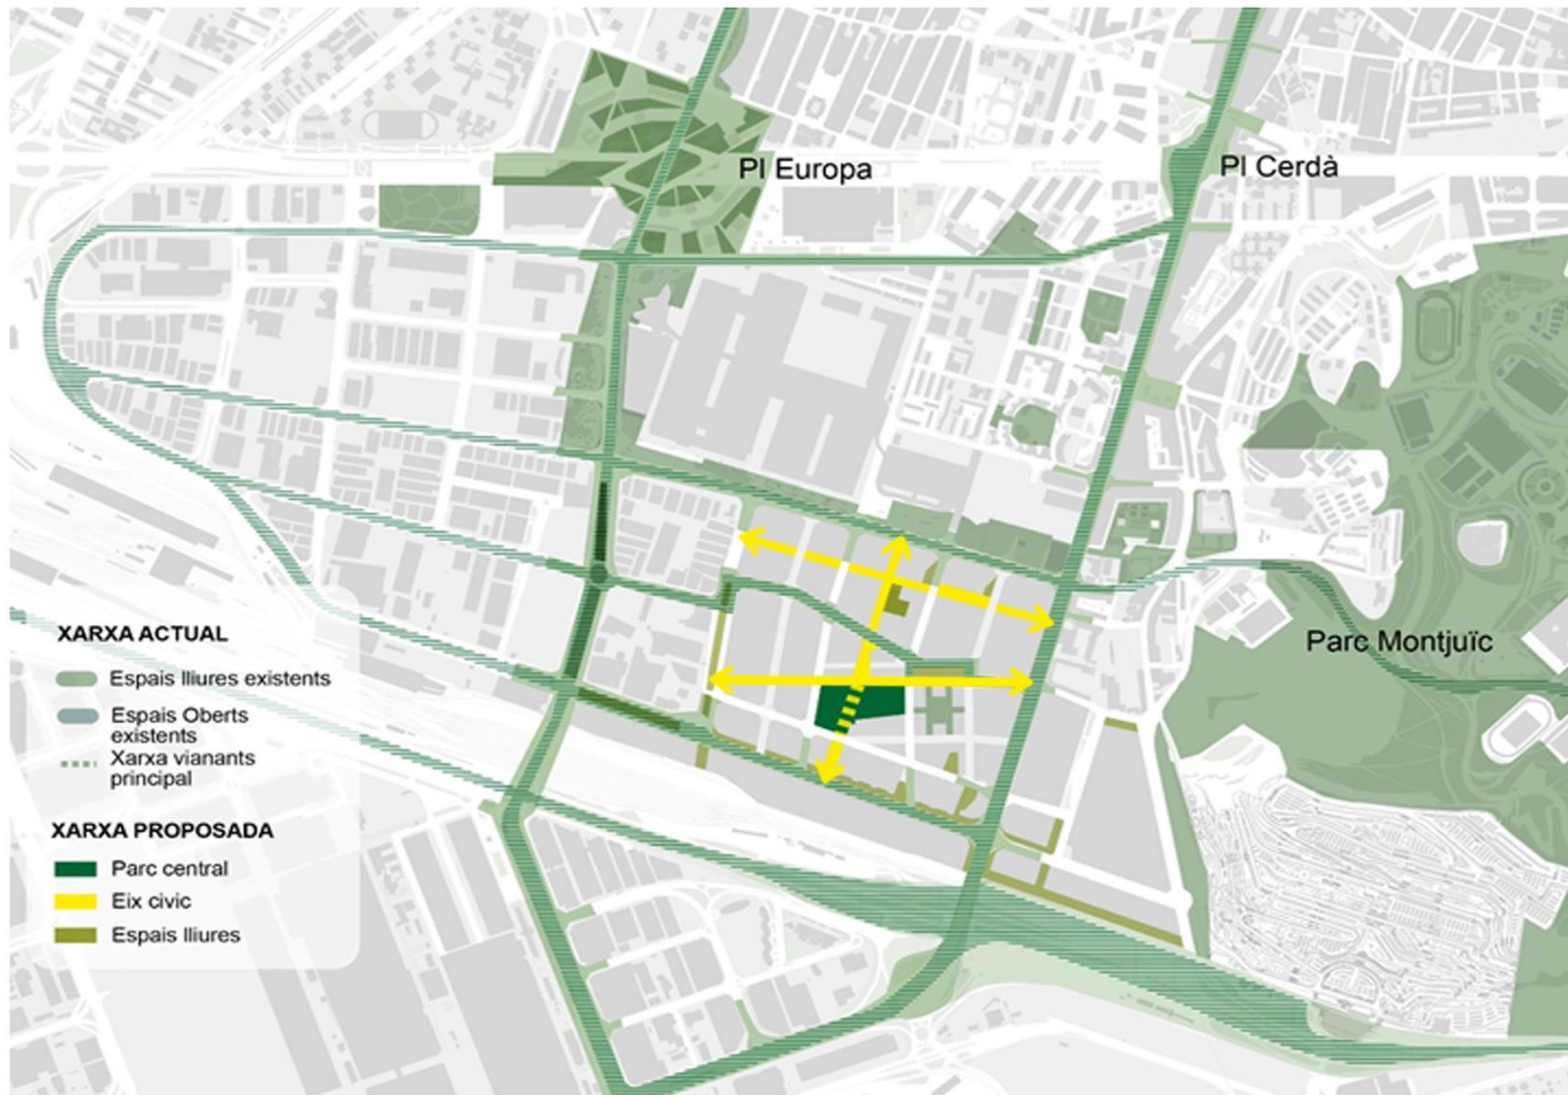 Pl Europa
Pl Cerdà
Parc Montjuïc
XARXA ACTUAL
Espais lliures existents
Espais Oberts
existents
Xarxa vianants
principal
XARXA PROPOSADA
Parc central
Eix civic
Espais lliures